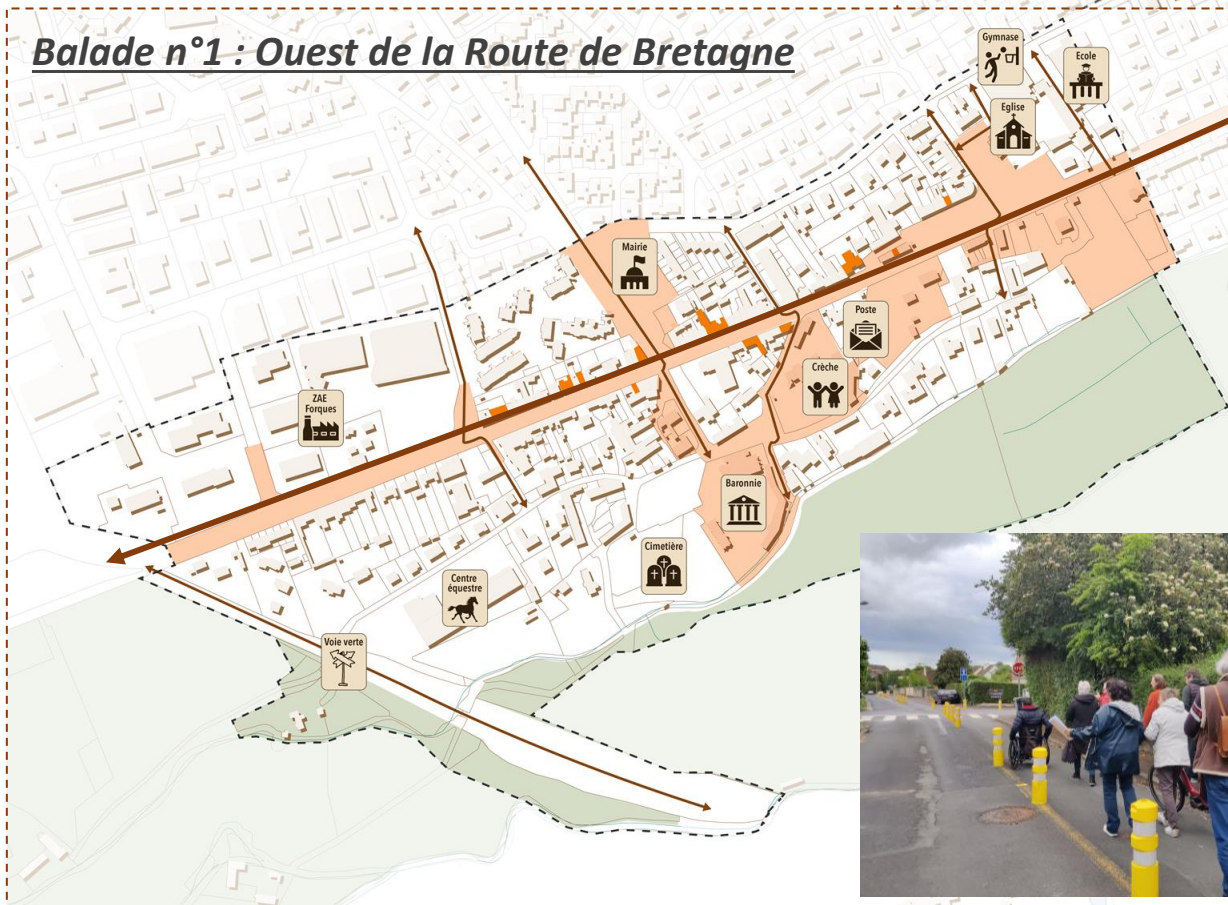 Balade n°1 : Ouest de la Route de Bretagne
Gymnase
Ecole
Eglise
Mairie
Poste
Crèche
ZAE
Forques
Baronnie
Cimetière
Centre
équestre
Voie verte